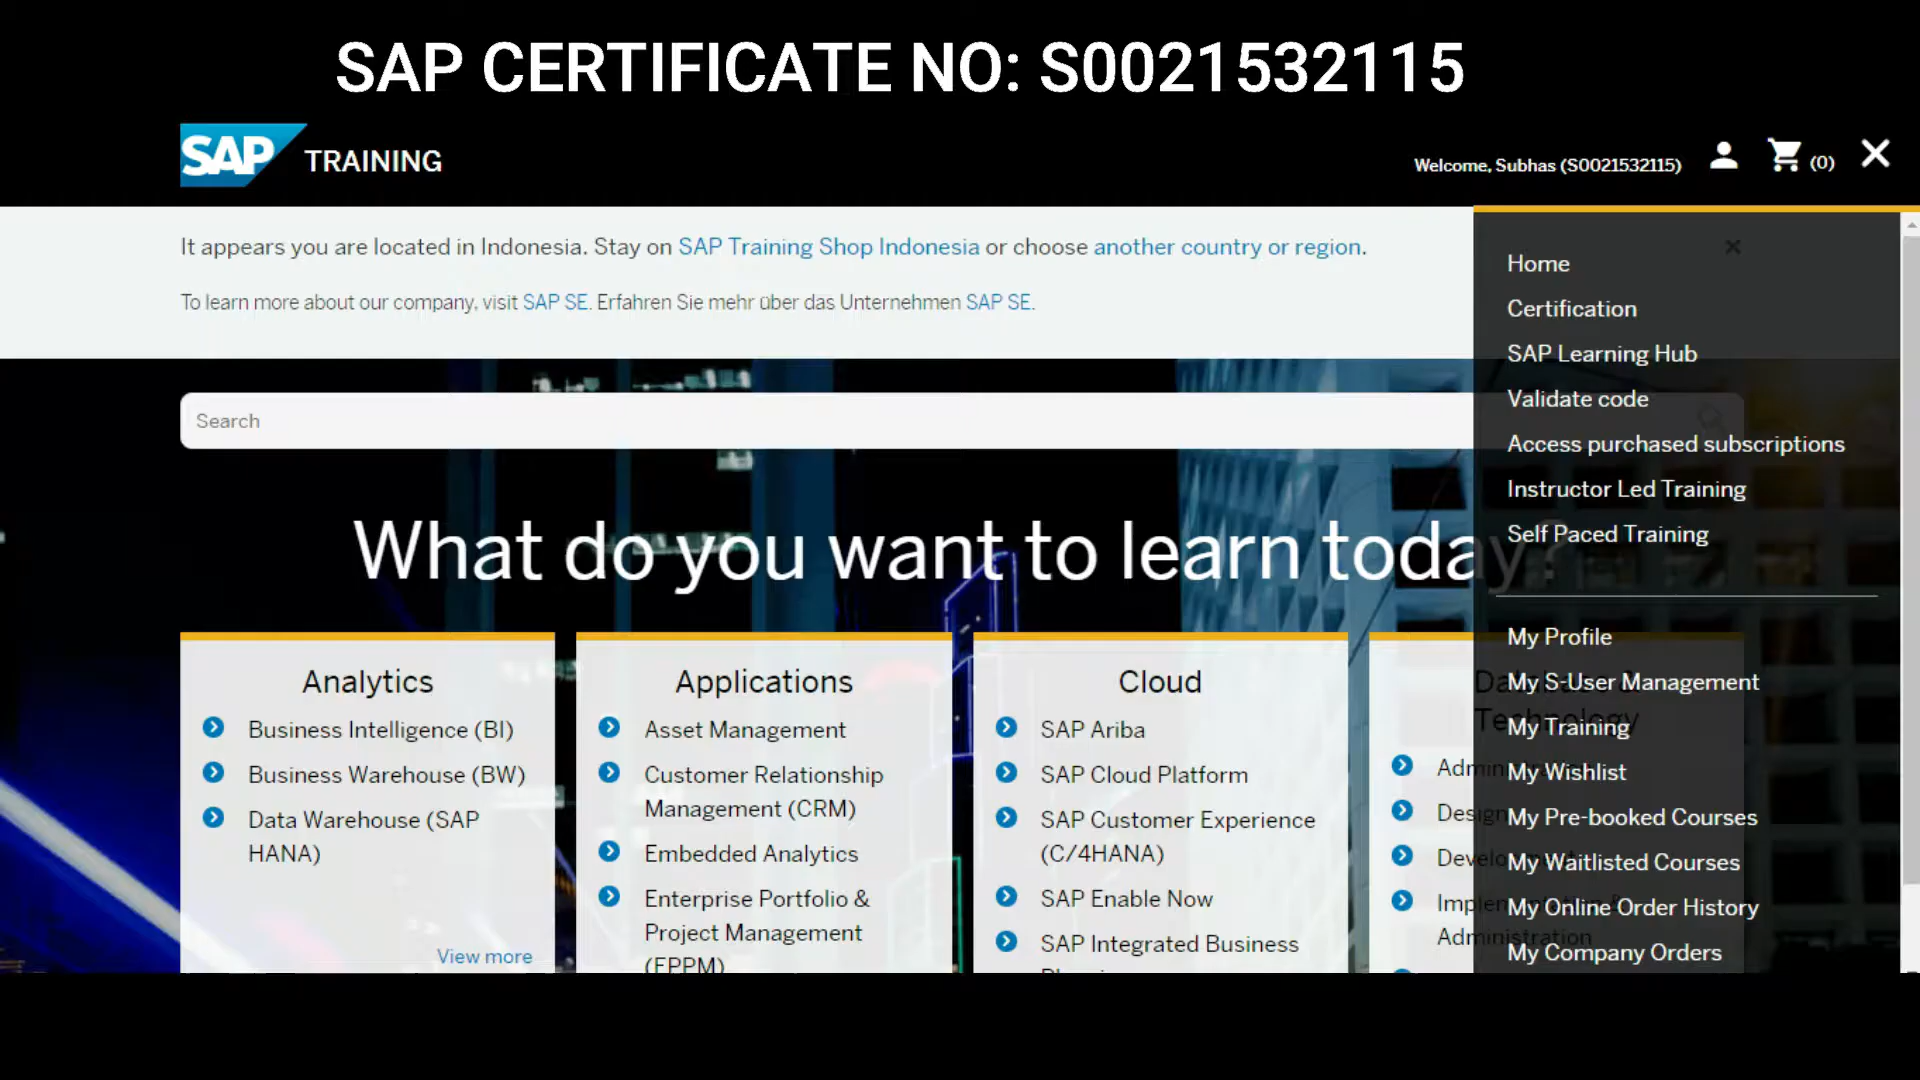 SAP CERTIFICATE NO: S0021532115
SAP TRAINING
Welcome, Subhas (S0021532115)
(0)
It appears you are located in Indonesia. Stay on SAP Training Shop Indonesia or choose another country or region.
To learn more about our company, visit SAP SE. Erfahren Sie mehr über das Unternehmen SAP SE.
Search
What do you want to learn today?
Analytics
Business Intelligence (BI)
Business Warehouse (BW)
Data Warehouse (SAP
HANA)
View more
Applications
Asset Management
Customer Relationship
Management (CRM)
Embedded Analytics
Enterprise Portfolio &
Project Management
(EPPM)
Cloud
SAP Ariba
SAP Cloud Platform
SAP Customer Experience
(C/4HANA)
SAP Enable Now
SAP Integrated Business
Technology
Administration
Home
Certification
SAP Learning Hub
Validate code
Access purchased subscriptions
Instructor Led Training
Self Paced Training
My Profile
My S-User Management
My Training
My Wishlist
My Pre-booked Courses
My Waitlisted Courses
My Online Order History
My Company Orders